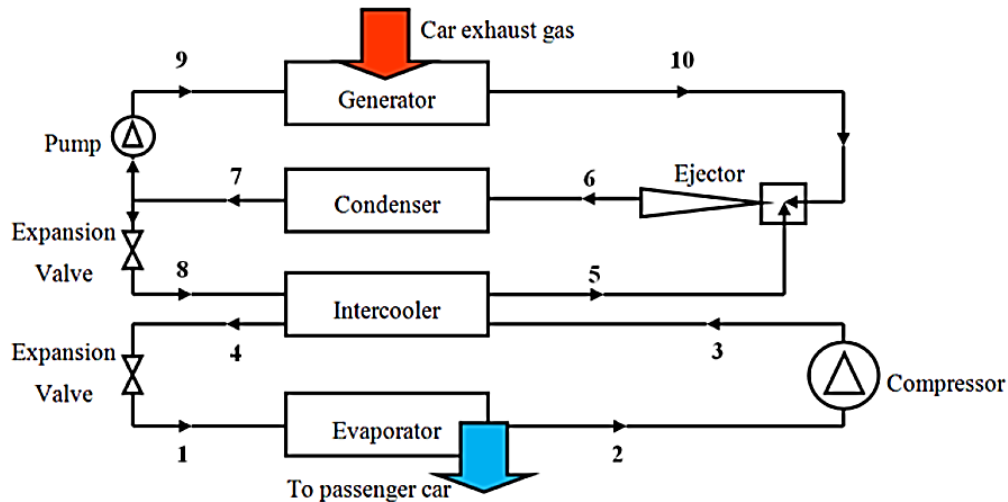 Car exhaust gas
9
10
Generator
Pump
7
6
Ejector
Condenser
Expansion
Valve
8
5
Intercooler
4
3
Expansion
Valve
Compressor
Evaporator
1
2
To passenger car